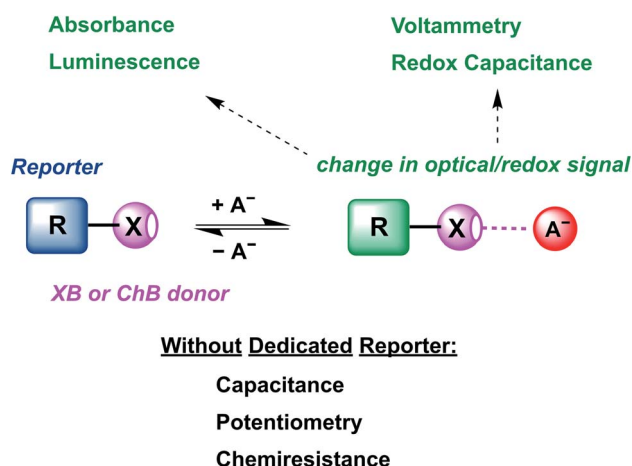 Absorbance
Luminescence
Voltammetry
Redox Capacitance
Reporter
change in optical/redox signal
R X
+ A⁻
− A⁻
R X A⁻
XB or ChB donor
Without Dedicated Reporter:
Capacitance
Potentiometry
Chemiresistance